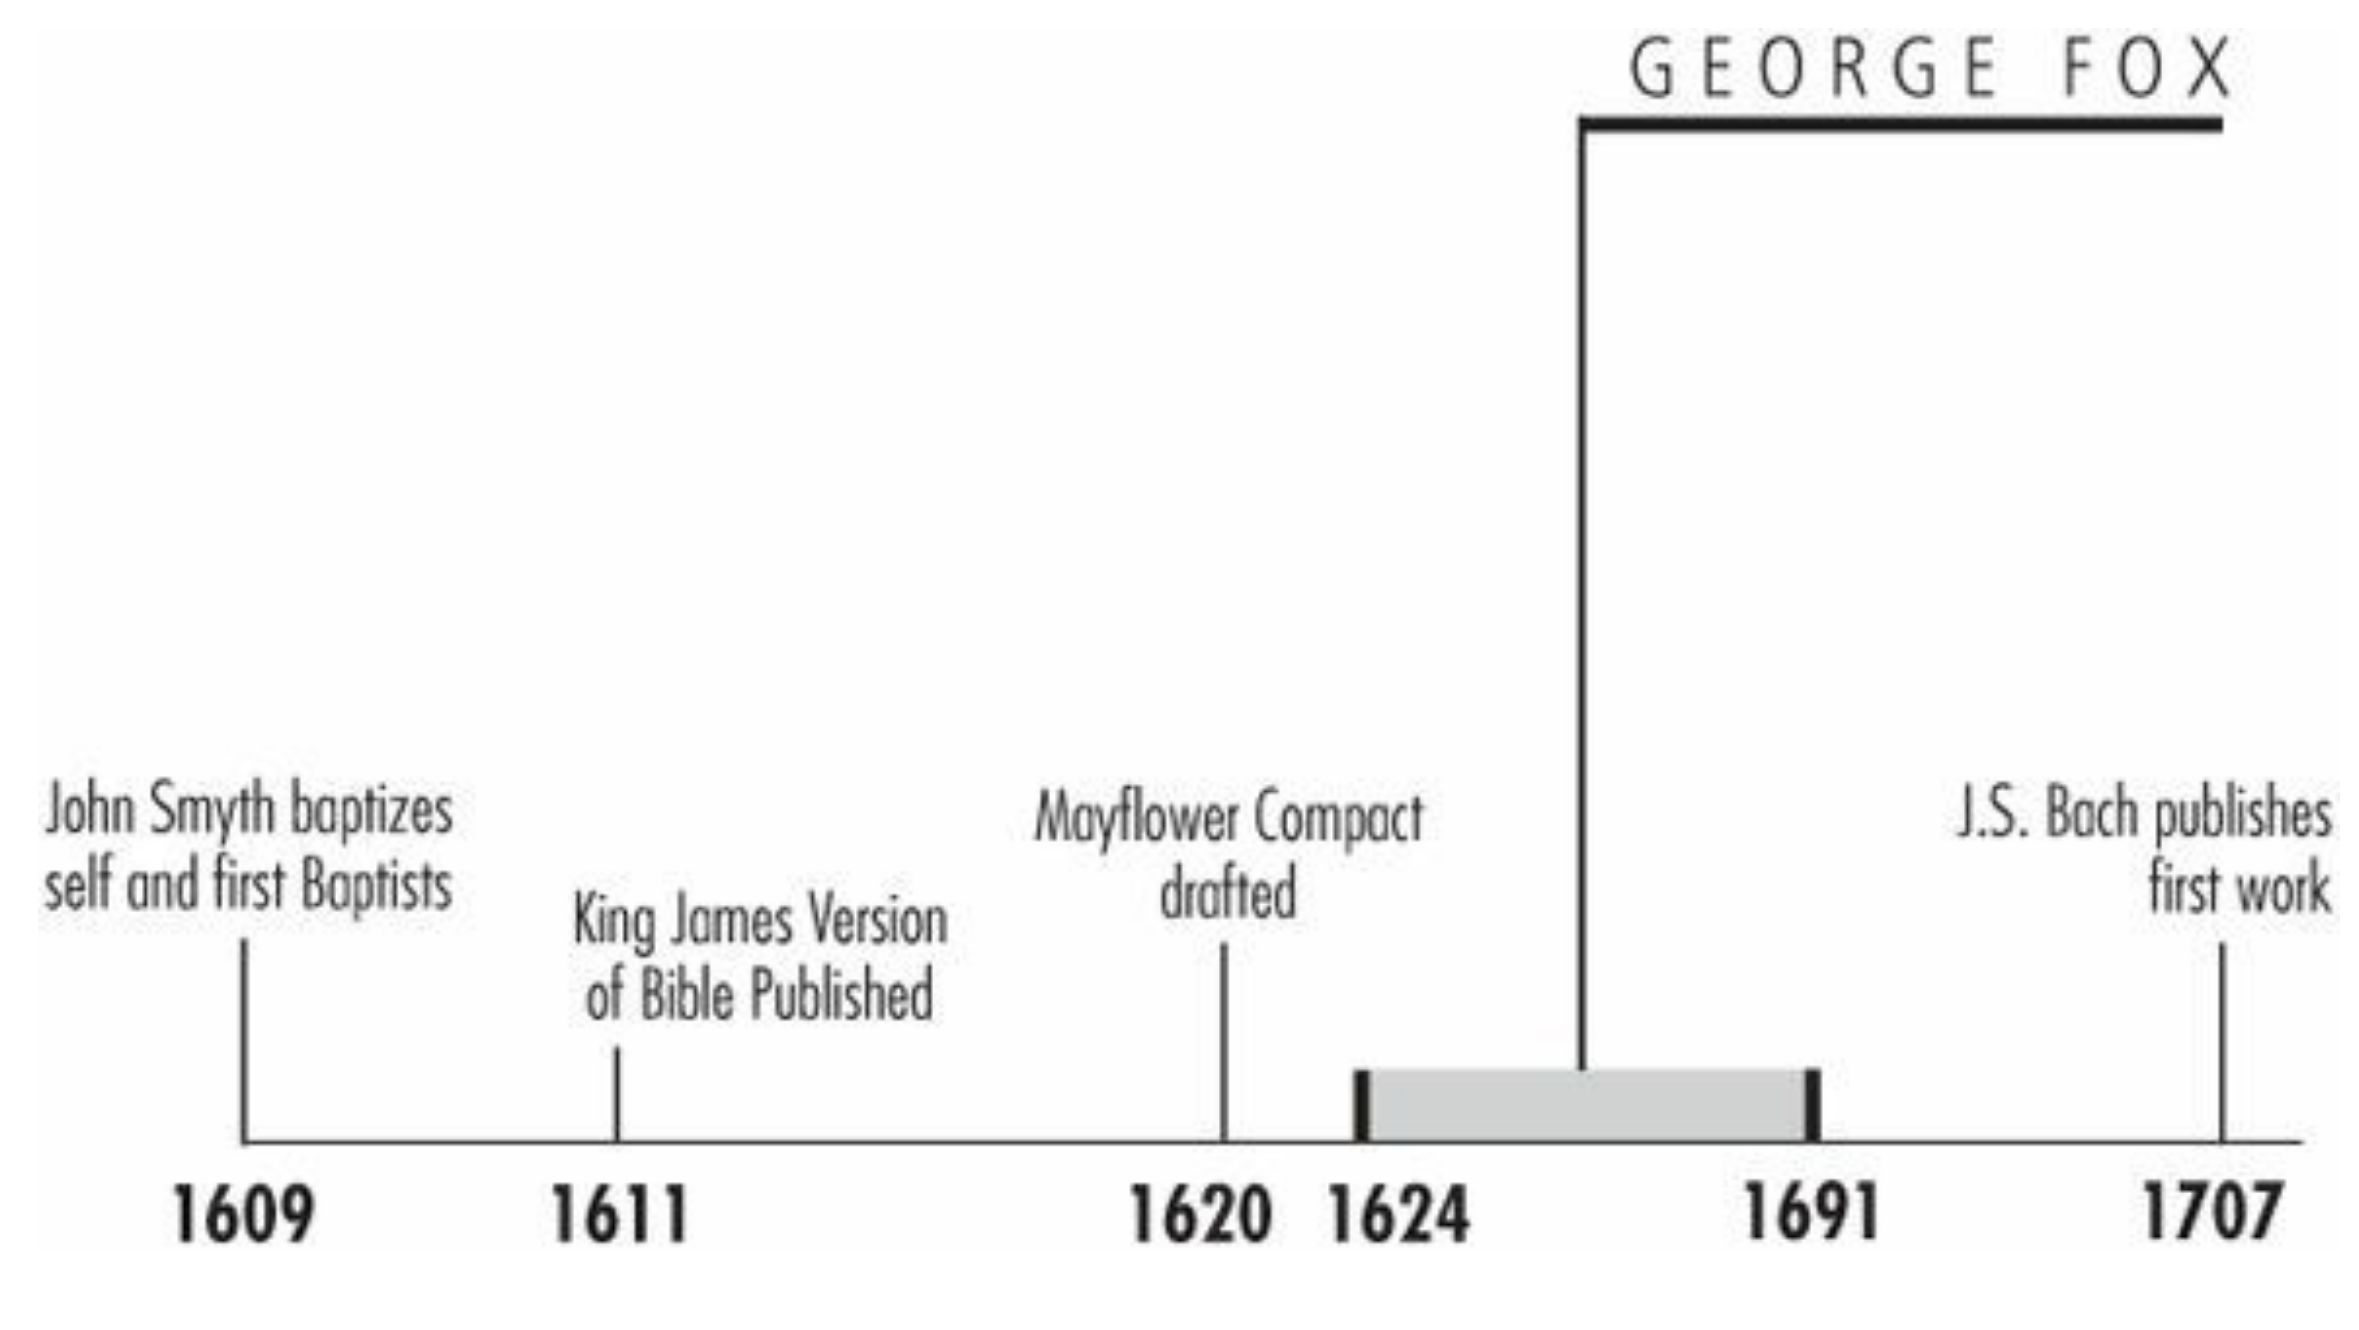 GEORGE FOX
John Smyth baptizes
self and first Baptists
King James Version
of Bible Published
Mayflower Compact
drafted
J.S. Bach publishes
first work
1609 1611 1620 1624 1691 1707